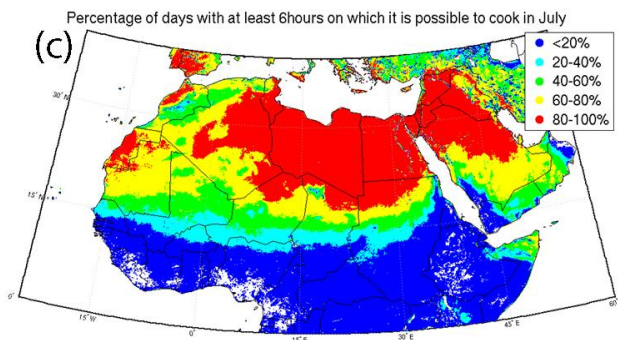 Percentage of days with at least 6hours on which it is possible to cook in July
(c)
<20%
20-40%
40-60%
60-80%
80-100%
30° N
15° N
0°
15° W
0°
15° E
30° E
45° E
60